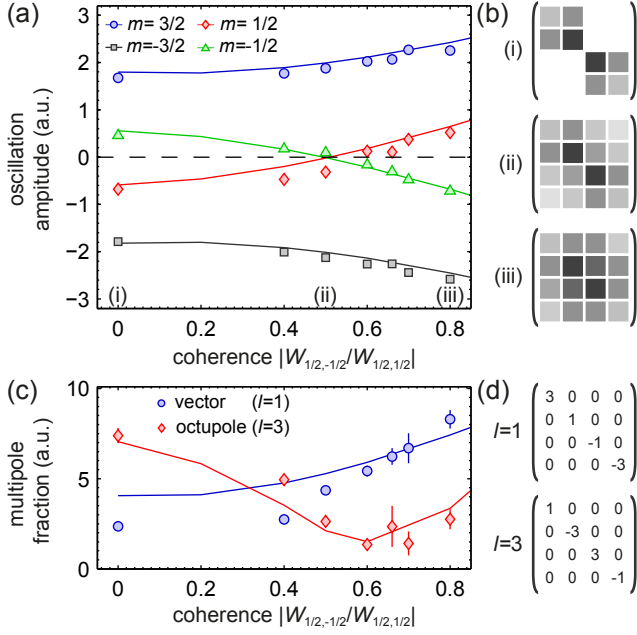 (a)
m= 3/2 m= 1/2
m=-3/2 m=-1/2
oscillation
ampitude (a.u.)
3
2
1
0
−1
−2
−3
(i) (ii) (iii)
0 0.2 0.4 0.6 0.8
coherence |W1/2,-1/2/W1/2,1/2|
(b)
(i)
(ii)
(iii)
(c)
vector (l=1)
octupole (l=3)
multipole
fraction (a.u.)
10
5
0
0 0.2 0.4 0.6 0.8
coherence |W1/2,-1/2/W1/2,1/2|
(d)
l=1
3 0 0 0
0 1 0 0
0 0 -1 0
0 0 0 -3
l=3
1 0 0 0
0 -3 0 0
0 0 3 0
0 0 0 -1